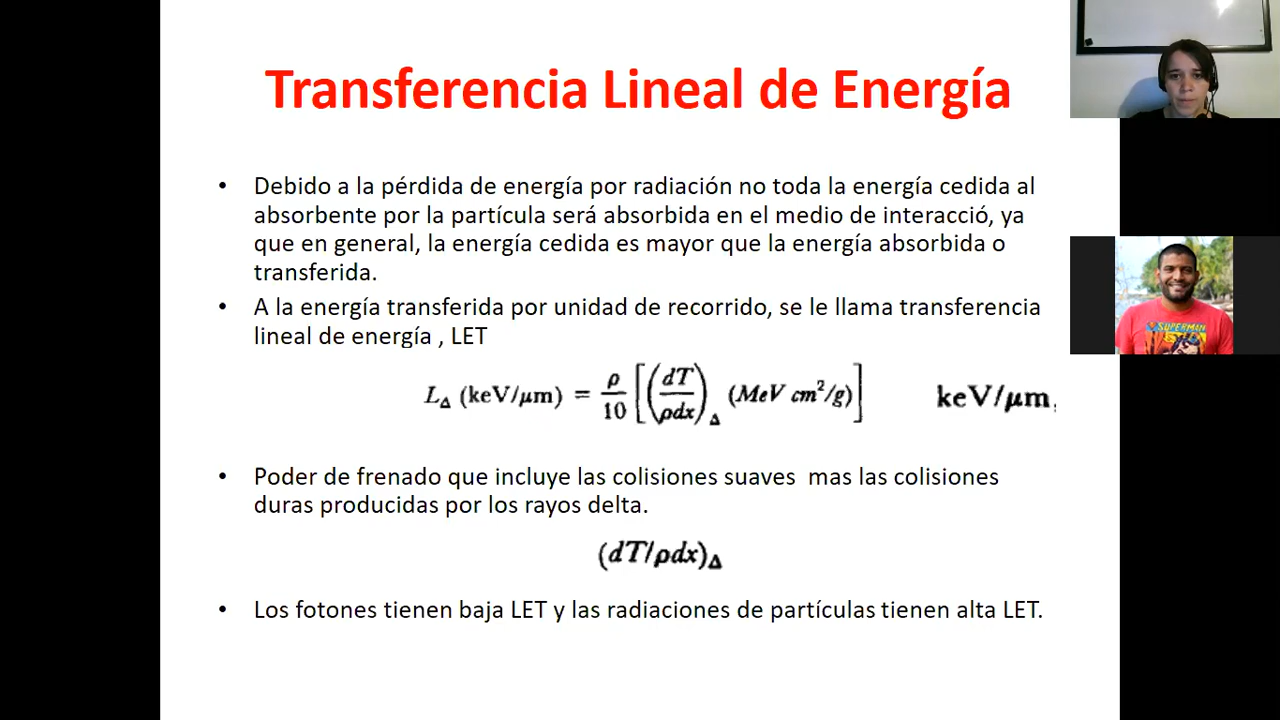 Transferencia Lineal de Energía
• Debido a la pérdida de energía por radiación no toda la energía cedida al
absorbente por la partícula será absorbida en el medio de interacció, ya
que en general, la energía cedida es mayor que la energía absorbida o
transferida.
• A la energía transferida por unidad de recorrido, se le llama transferencia
lineal de energía , LET
L_Δ (keV/μm) = ρ/10 [(dT/ρdx)_Δ (MeV cm²/g)] keV/μm,
• Poder de frenado que incluye las colisiones suaves mas las colisiones
duras producidas por los rayos delta.
(dT/ρdx)_Δ
• Los fotones tienen baja LET y las radiaciones de partículas tienen alta LET.
SUPERMAN